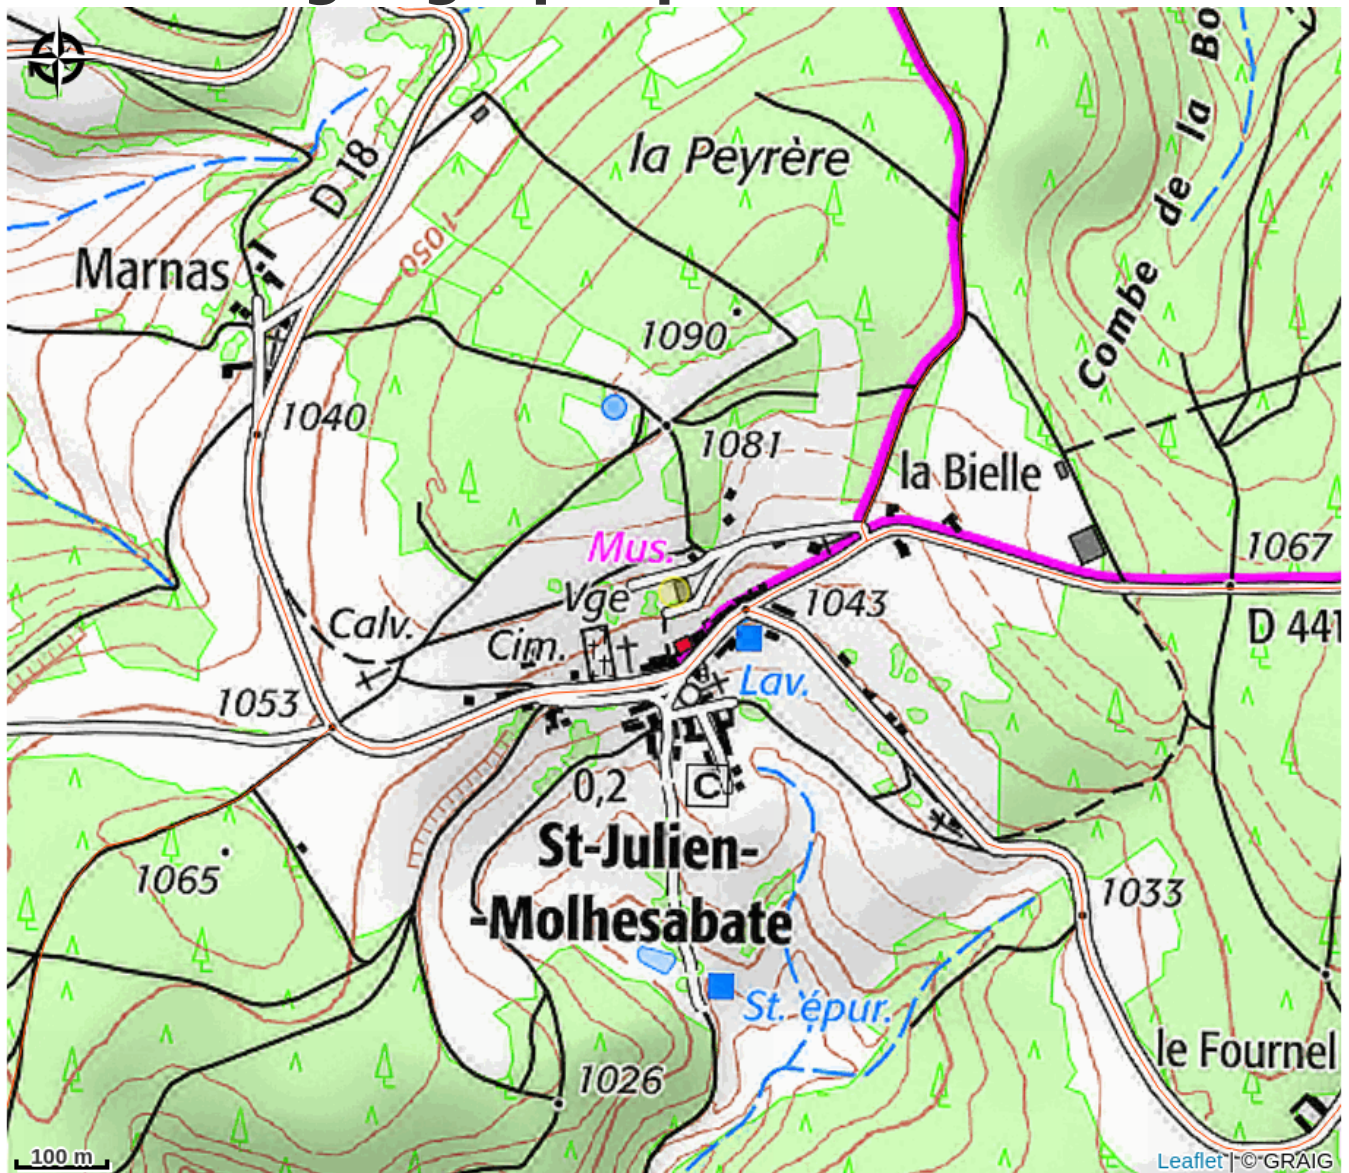 la Peyrère
D 18
Combe de la Bo
1050
Marnas
1090
1040
1081
la Bielle
Mus.
1067
Vge
1043
Calv.
D 441
Cim.
Lav.
1053
0,2
C
St-Julien-
-Molhesabate
1065
1033
St. épur.
le Fournel
1026
100 m
Leaflet | © GRAIG